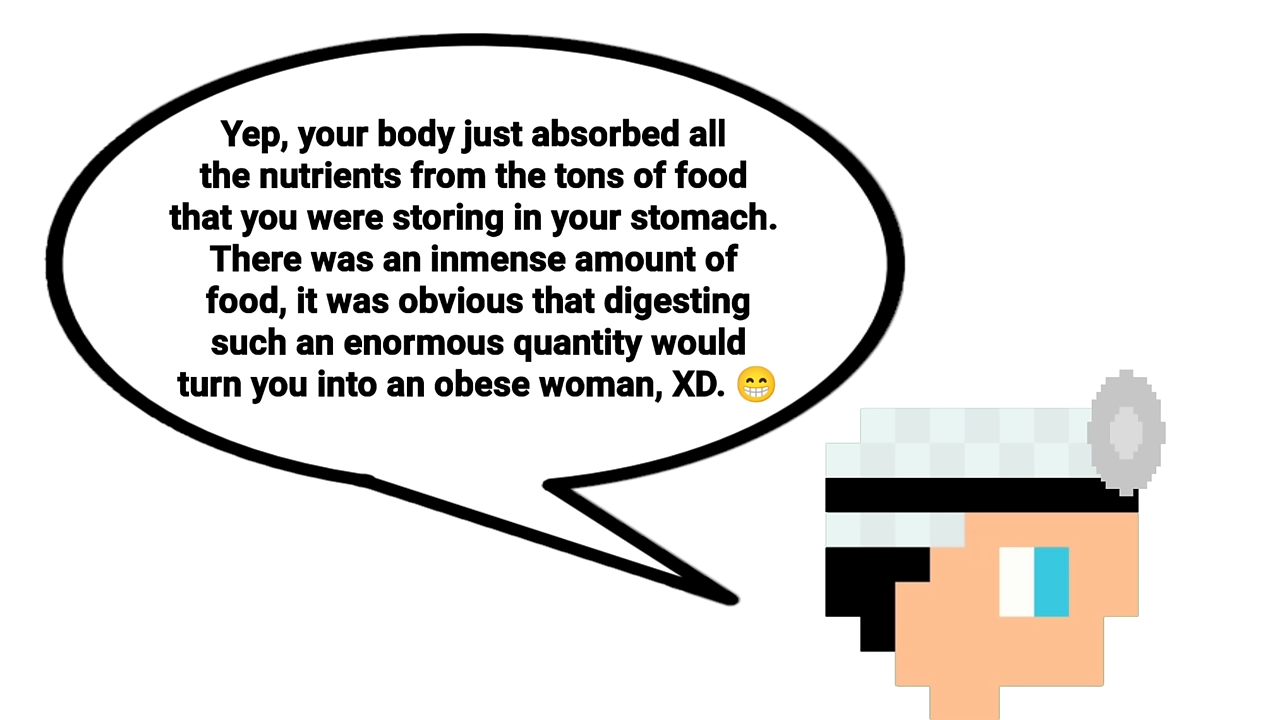 Yep, your body just absorbed all
the nutrients from the tons of food
that you were storing in your stomach.
There was an inmense amount of
food, it was obvious that digesting
such an enormous quantity would
turn you into an obese woman, XD. 😁